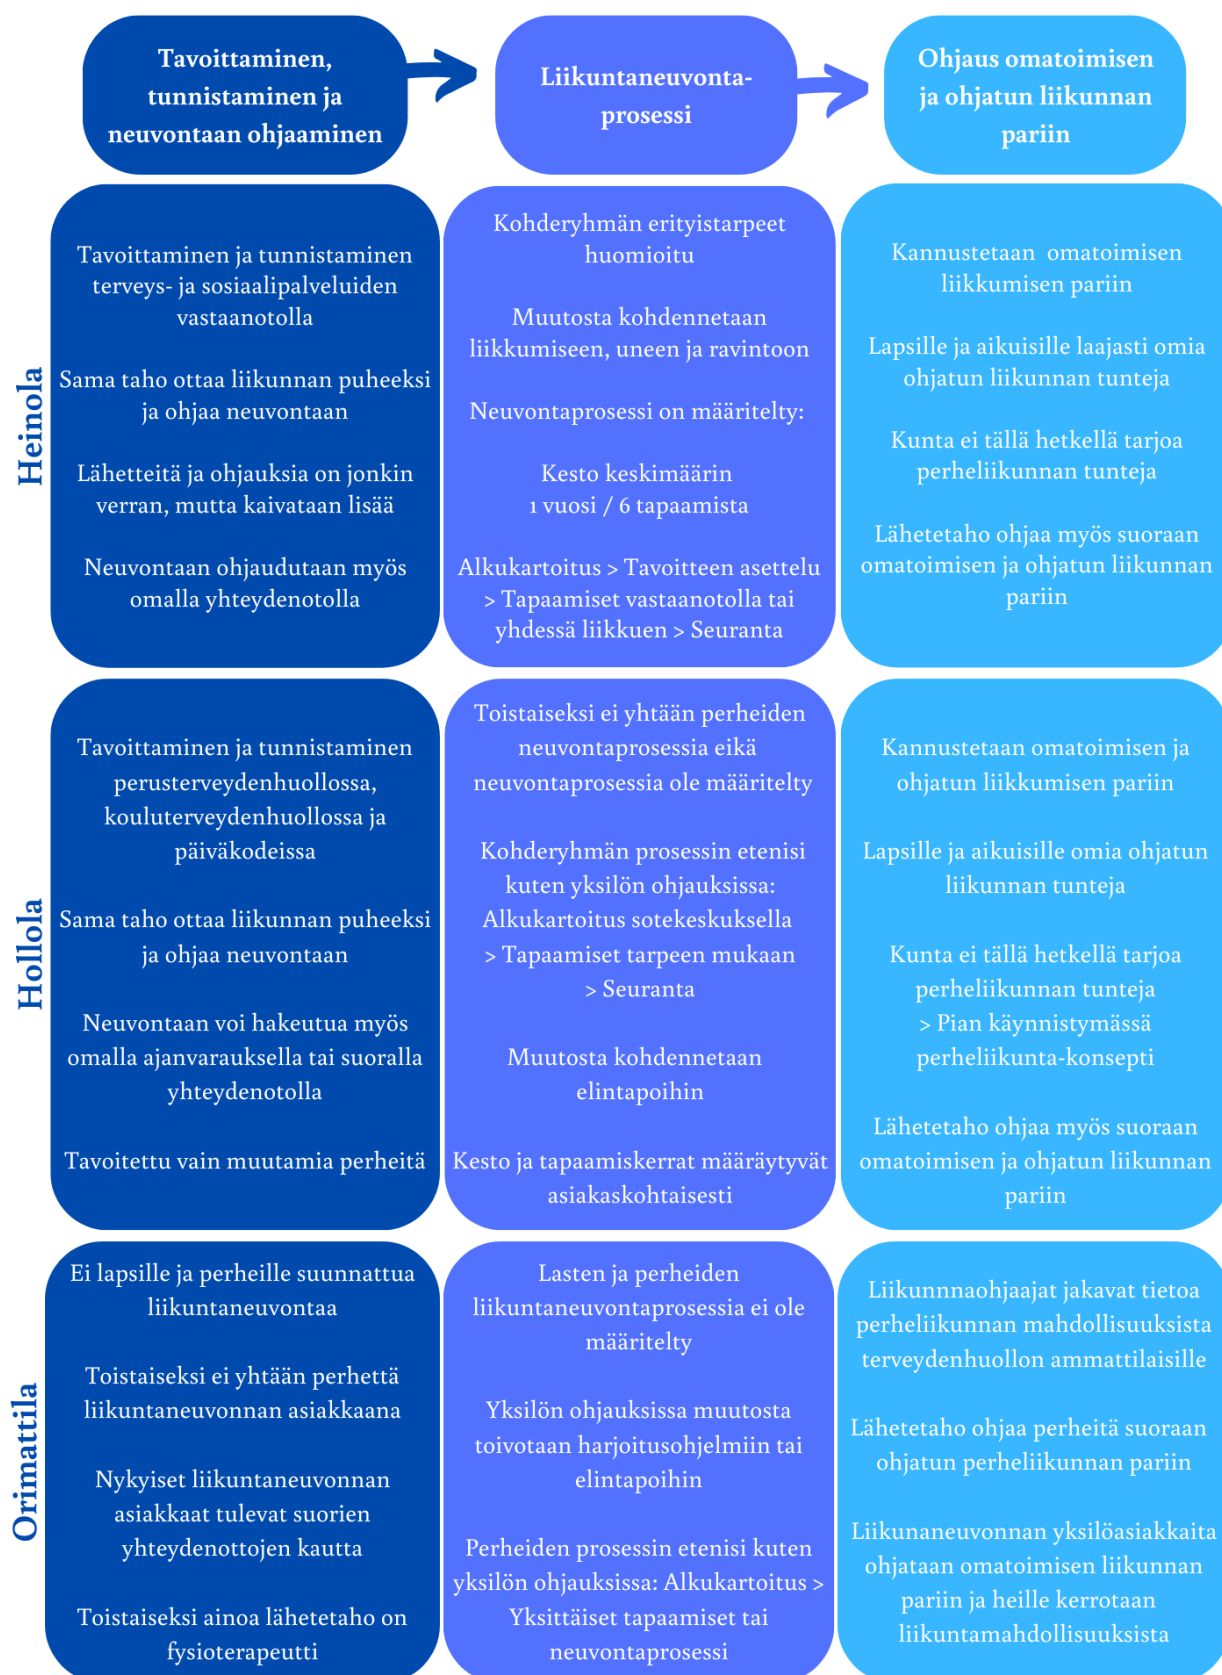 Tavoittaminen,
tunnistaminen ja
neuvontaan ohjaaminen
Liikuntaneuvonta-
prosessi
Ohjaus omatoimisen
ja ohjatun liikunnan
pariin
Heinola
Tavoittaminen ja tunnistaminen
terveys- ja sosiaalipalveluiden
vastaanotolla
Sama taho ottaa liikunnan puheeksi
ja ohjaa neuvontaan
Lähetteitä ja ohjauksia on jonkin
verran, mutta kaivataan lisää
Neuvontaan ohjaudutaan myös
omalla yhteydenotolla
Kohderyhmän erityistarpeet
huomioitu
Muutosta kohdennetaan
liikkumiseen, uneen ja ravintoon
Neuvontaprosessi on määritelty:
Kesto keskimäärin
1 vuosi / 6 tapaamista
Alkukartoitus > Tavoitteen asettelu
> Tapaamiset vastaanotolla tai
yhdessä liikkuen > Seuranta
Kannustetaan omatoimisen
liikkumisen pariin
Lapsille ja aikuisille laajasti omia
ohjatun liikunnan tunteja
Kunta ei tällä hetkellä tarjoa
perheliikunnan tunteja
Lähetetaho ohjaa myös suoraan
omatoimisen ja ohjatun liikunnan
pariin
Hollola
Tavoittaminen ja tunnistaminen
perusterveydenhuollossa,
kouluterveydenhuollossa ja
päiväkodeissa
Sama taho ottaa liikunnan puheeksi
ja ohjaa neuvontaan
Neuvontaan voi hakeutua myös
omalla ajanvarauksella tai suoralla
yhteydenotolla
Tavoitettu vain muutamia perheitä
Toistaiseksi ei yhtään perheiden
neuvontaprosessia eikä
neuvontaprosessia ole määritelty
Kohderyhmän prosessin etenisi
kuten yksilön ohjauksissa:
Alkukartoitus sotekeskuksella
> Tapaamiset tarpeen mukaan
> Seuranta
Muutosta kohdennetaan
elintapoihin
Kesto ja tapaamiskerrat määräytyvät
asiakaskohtaisesti
Kannustetaan omatoimisen ja
ohjatun liikkumisen pariin
Lapsille ja aikuisille omia ohjatun
liikunnan tunteja
Kunta ei tällä hetkellä tarjoa
perheliikunnan tunteja
> Pian käynnistymässä
perheliikunta-konsepti
Lähetetaho ohjaa myös suoraan
omatoimisen ja ohjatun liikunnan
pariin
Orimattila
Ei lapsille ja perheille suunnattua
liikuntaneuvontaa
Toistaiseksi ei yhtään perhettä
liikuntaneuvonnan asiakkaana
Nykyiset liikuntaneuvonnan
asiakkaat tulevat suorien
yhteydenottojen kautta
Toistaiseksi ainoa lähetetaho on
fysioterapeutti
Lasten ja perheiden
liikuntaneuvontaprosessia ei ole
määritelty
Yksilön ohjauksissa muutosta
toivotaan harjoitusohjelmiin tai
elintapoihin
Perheiden prosessin etenisi kuten
yksilön ohjauksissa: Alkukartoitus >
Yksittäiset tapaamiset tai
neuvontaprosessi
Liikunnnaohjaajat jakavat tietoa
perheliikunnan mahdollisuuksista
terveydenhuollon ammattilaisille
Lähetetaho ohjaa perheitä suoraan
ohjatun perheliikunnan pariin
Liikunaneuvonnan yksilöasiakkaita
ohjataan omatoimisen liikunnan
pariin ja heille kerrotaan
liikuntamahdollisuuksista